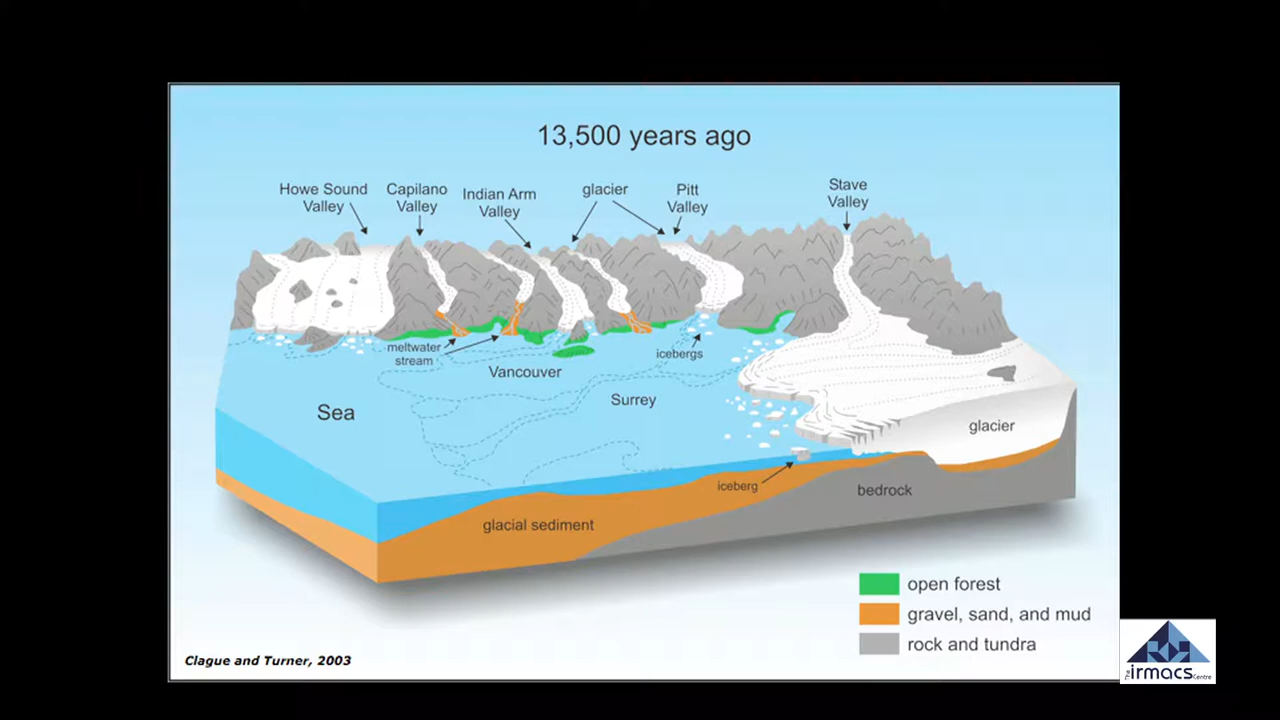 13,500 years ago
Howe Sound
Valley
Capilano
Valley
Indian Arm
Valley
glacier
Pitt
Valley
Stave
Valley
meltwater
stream
Vancouver
icebergs
Surrey
Sea
glacier
iceberg
bedrock
glacial sediment
open forest
gravel, sand, and mud
rock and tundra
Clague and Turner, 2003
The irmacs Centre